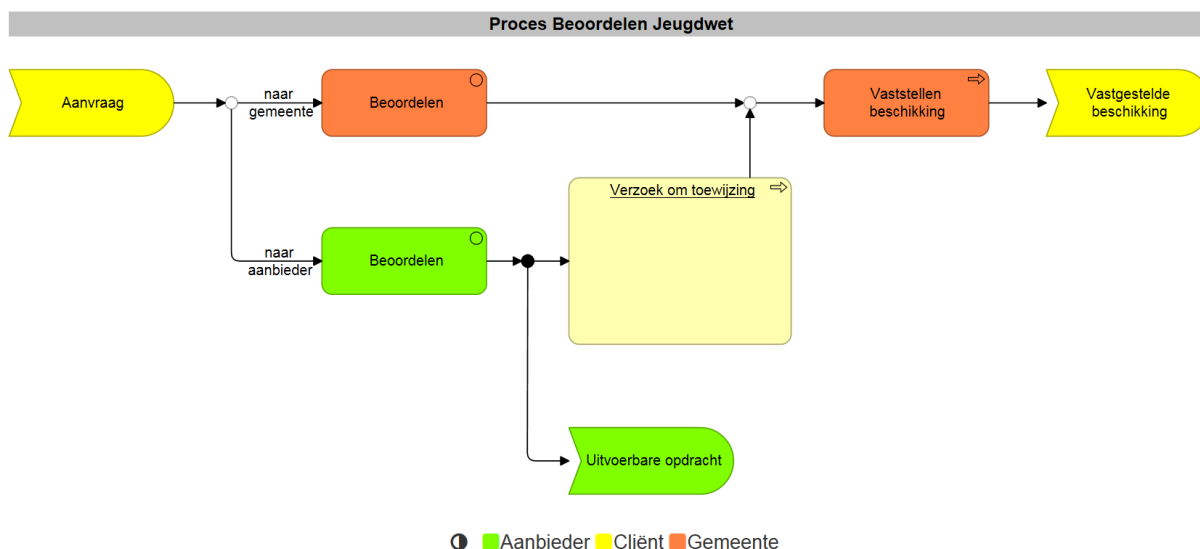 Proces Beoordelen Jeugdwet
Aanvraag
naar
gemeente
Beoordelen
Vaststellen
beschikking
Vastgestelde
beschikking
Verzoek om toewijzing
naar
aanbieder
Beoordelen
Uitvoerbare opdracht
Aanbieder Cliënt Gemeente